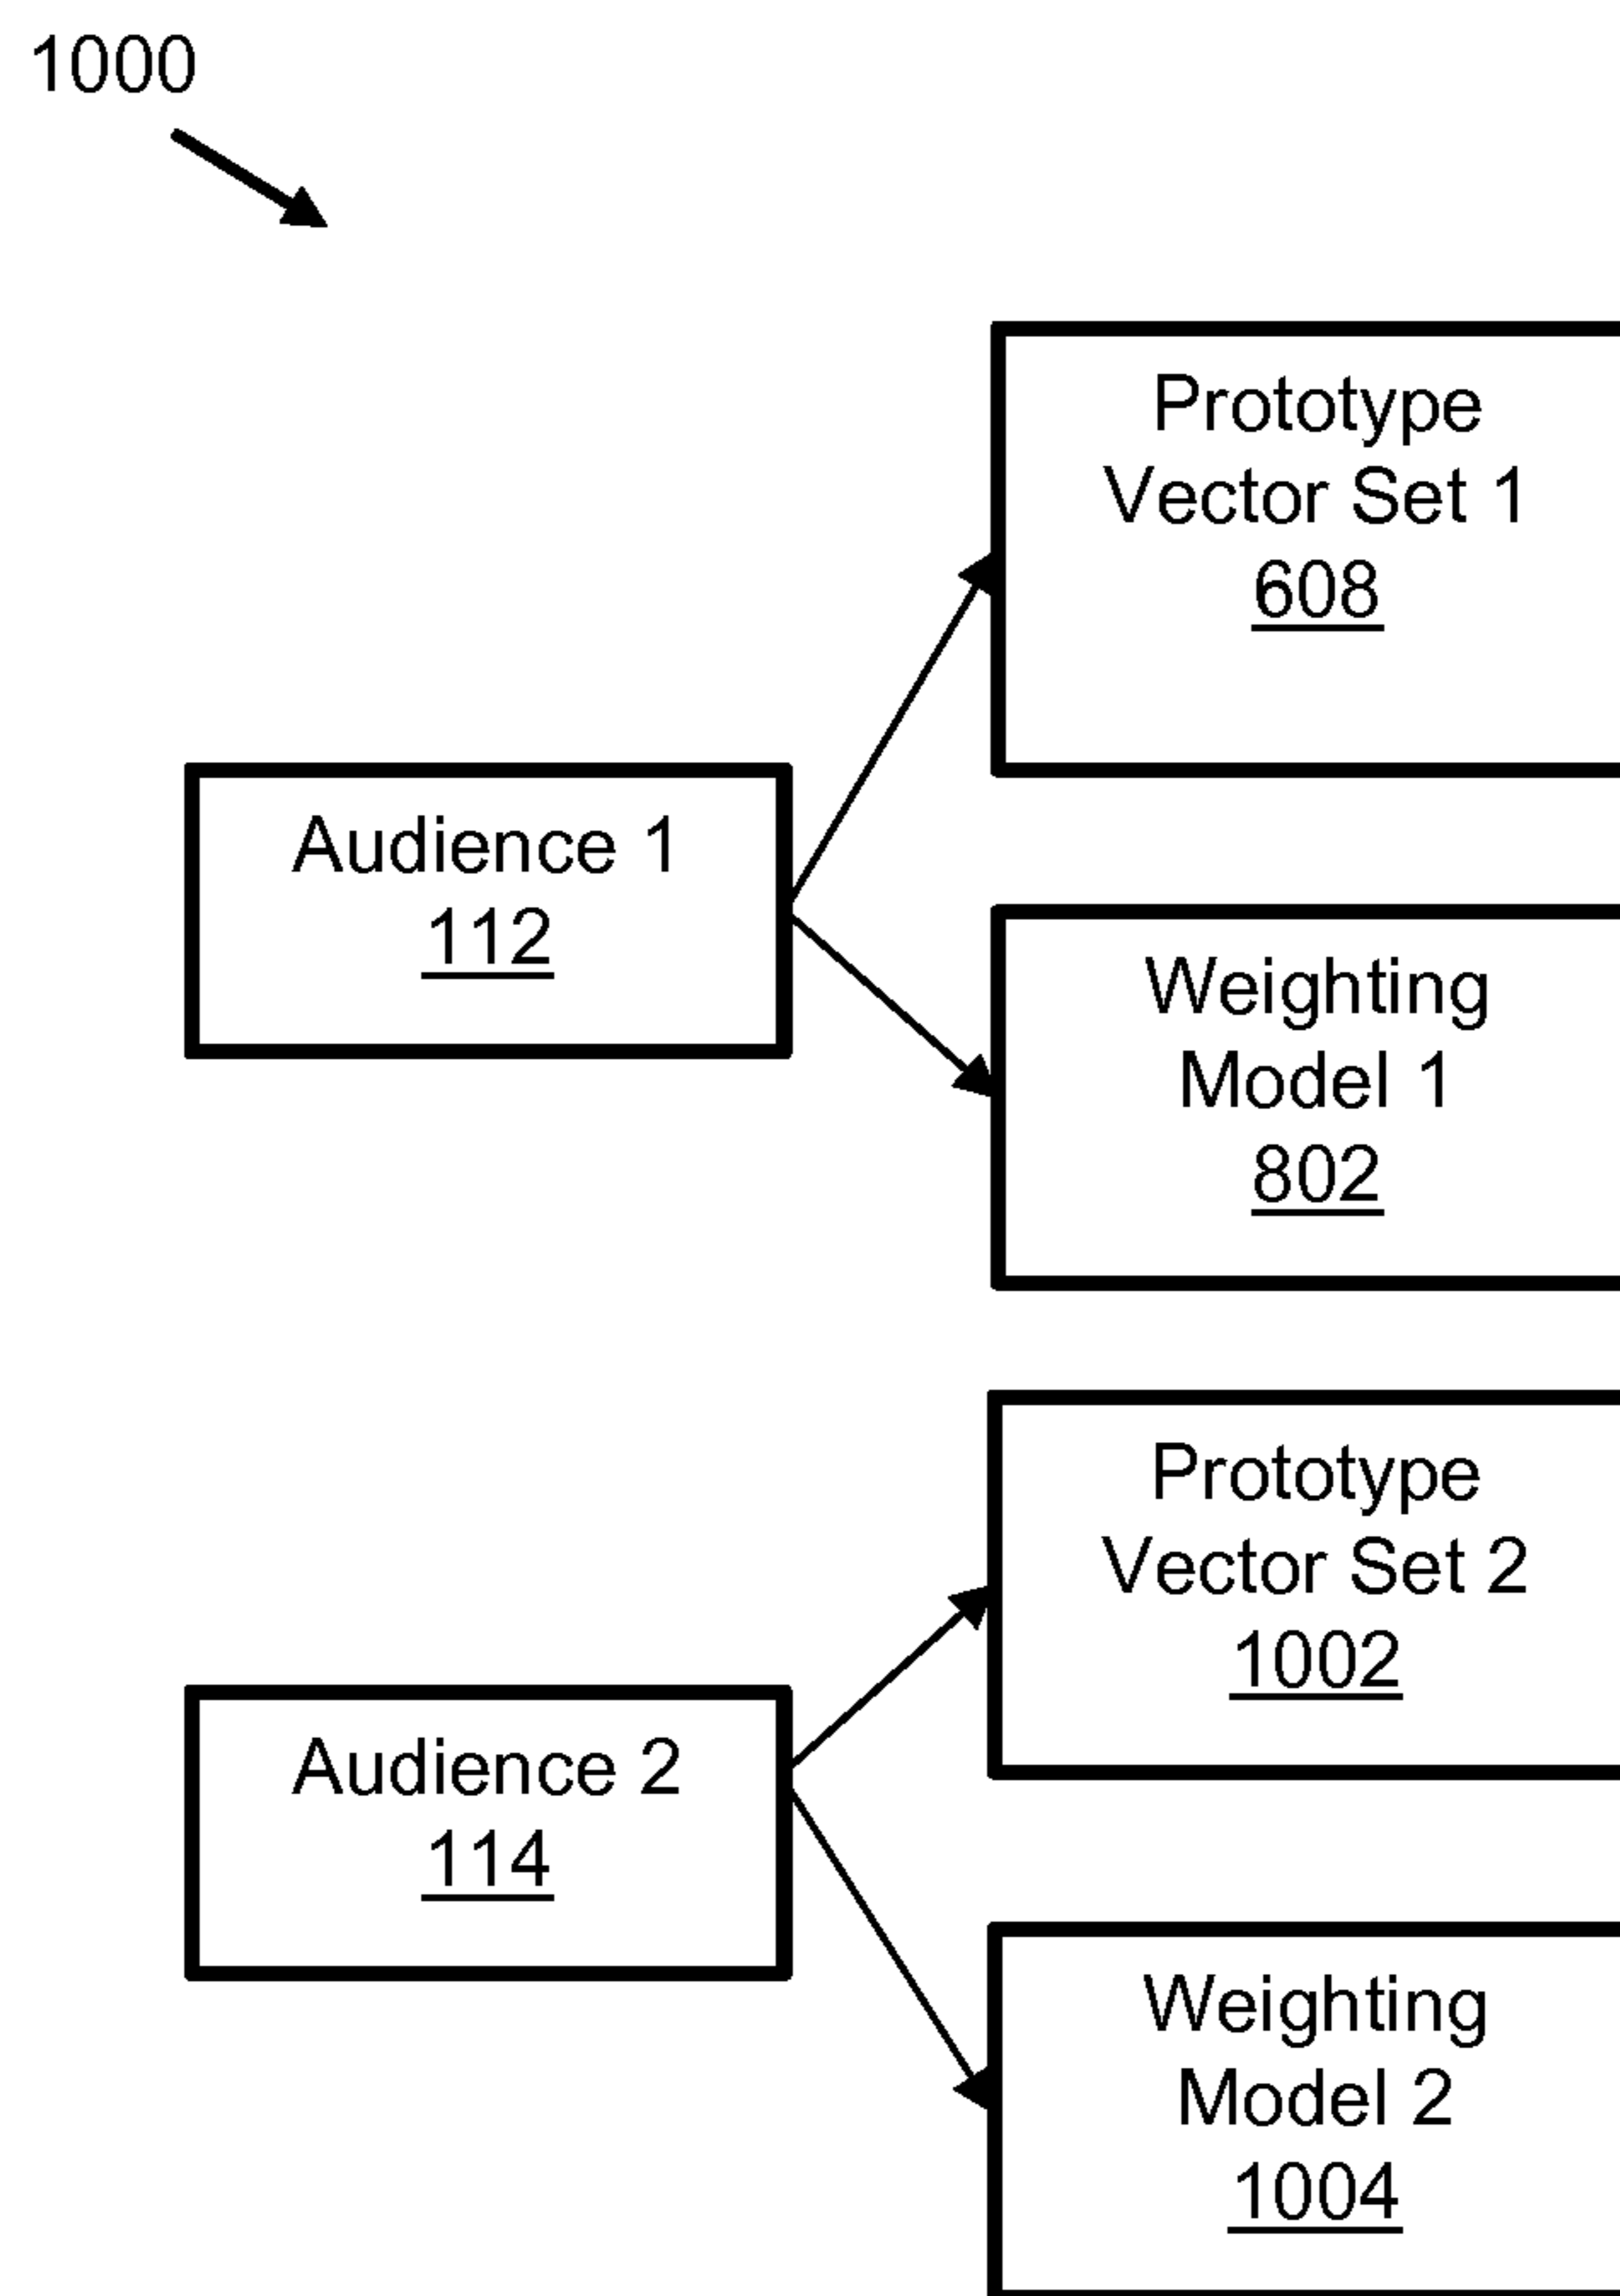 1000
Prototype
Vector Set 1
608
Audience 1
112
Weighting
Model 1
802
Prototype
Vector Set 2
1002
Audience 2
114
Weighting
Model 2
1004